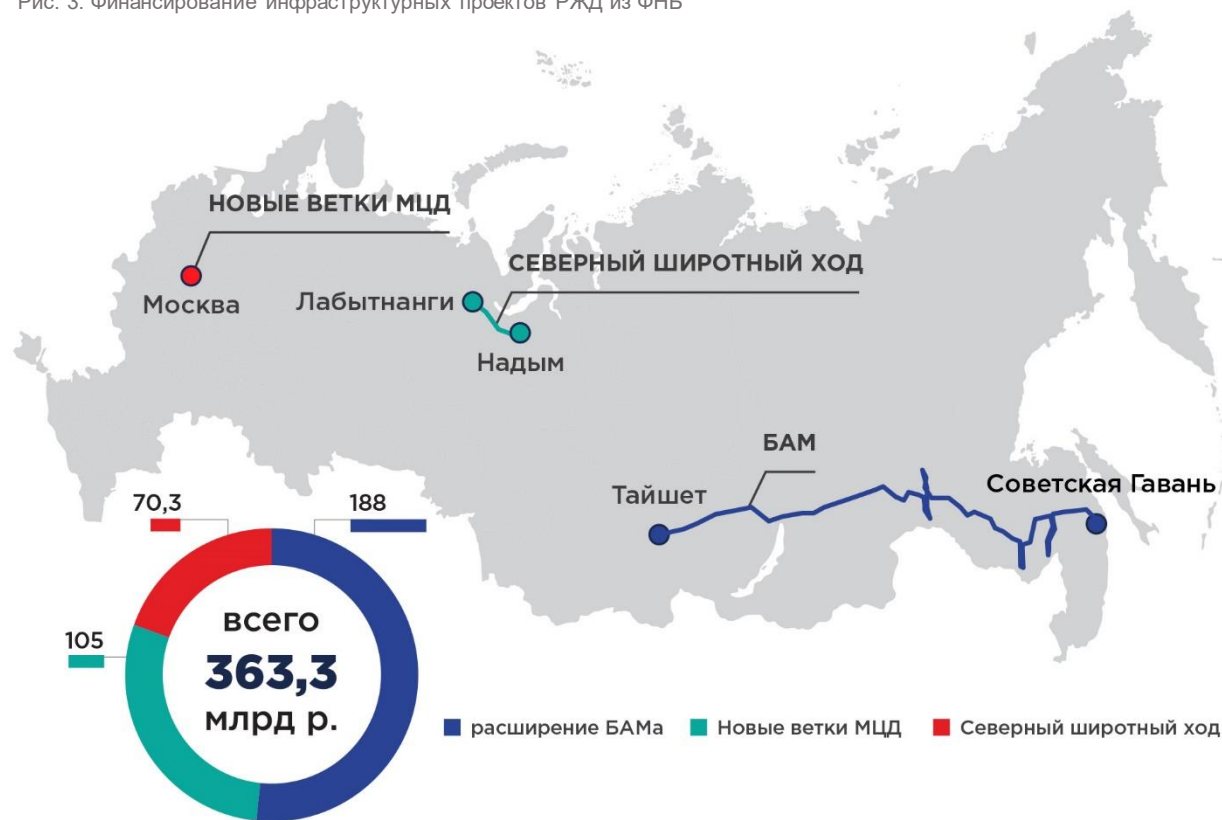 Рис. 3. Финансирование инфраструктурных проектов РЖД из ФНБ
НОВЫЕ ВЕТКИ МЦД
Москва
СЕВЕРНЫЙ ШИРОТНЫЙ ХОД
Лабытнанги
Надым
БАМ
Тайшет
Советская Гавань
70,3
188
105
всего
363,3
млрд р.
расширение БАМа
Новые ветки МЦД
Северный широтный ход